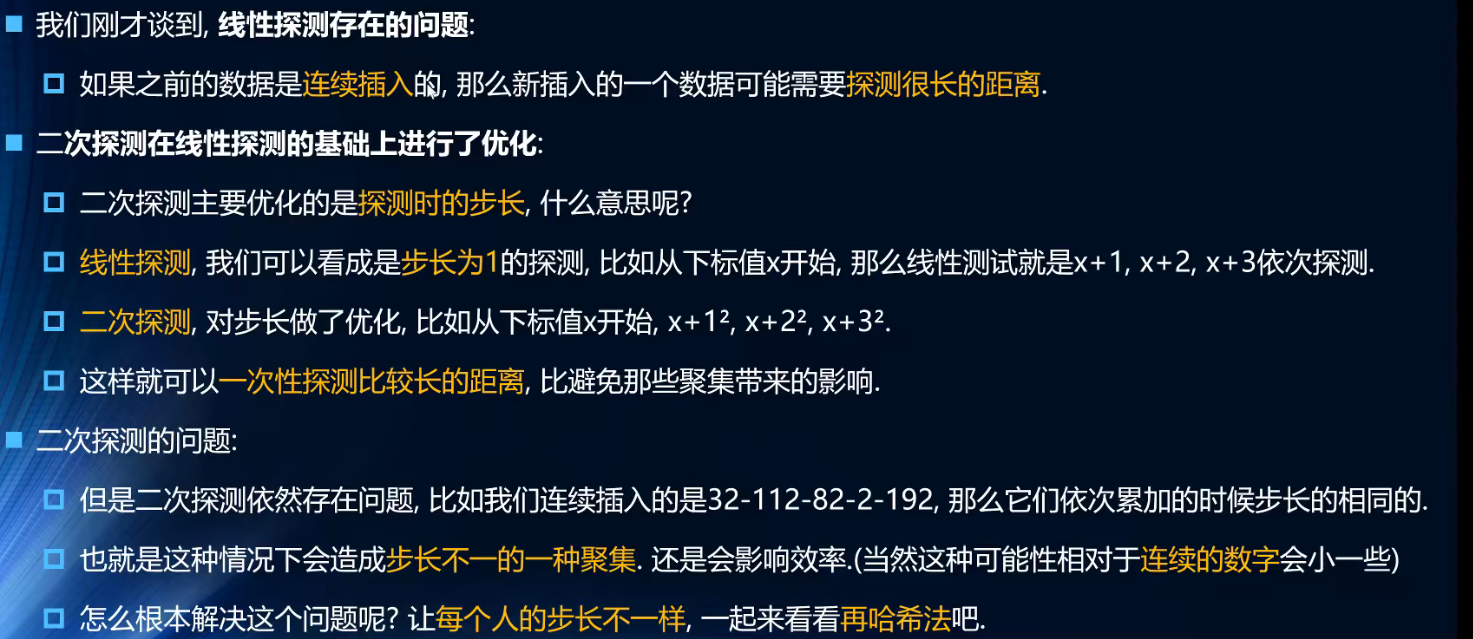 我们刚才谈到, 线性探测存在的问题:
如果之前的数据是连续插入的, 那么新插入的一个数据可能需要探测很长的距离.
二次探测在线性探测的基础上进行了优化:
二次探测主要优化的是探测时的步长, 什么意思呢?
线性探测, 我们可以看成是步长为1的探测, 比如从下标值x开始, 那么线性测试就是x+1, x+2, x+3依次探测.
二次探测, 对步长做了优化, 比如从下标值x开始, x+1², x+2², x+3².
这样就可以一次性探测比较长的距离, 比避免那些聚集带来的影响.
二次探测的问题:
但是二次探测依然存在问题, 比如我们连续插入的是32-112-82-2-192, 那么它们依次累加的时候步长的相同的.
也就是这种情况下会造成步长不一的一种聚集. 还是会影响效率.(当然这种可能性相对于连续的数字会小一些)
怎么根本解决这个问题呢? 让每个人的步长不一样, 一起来看看再哈希法吧.